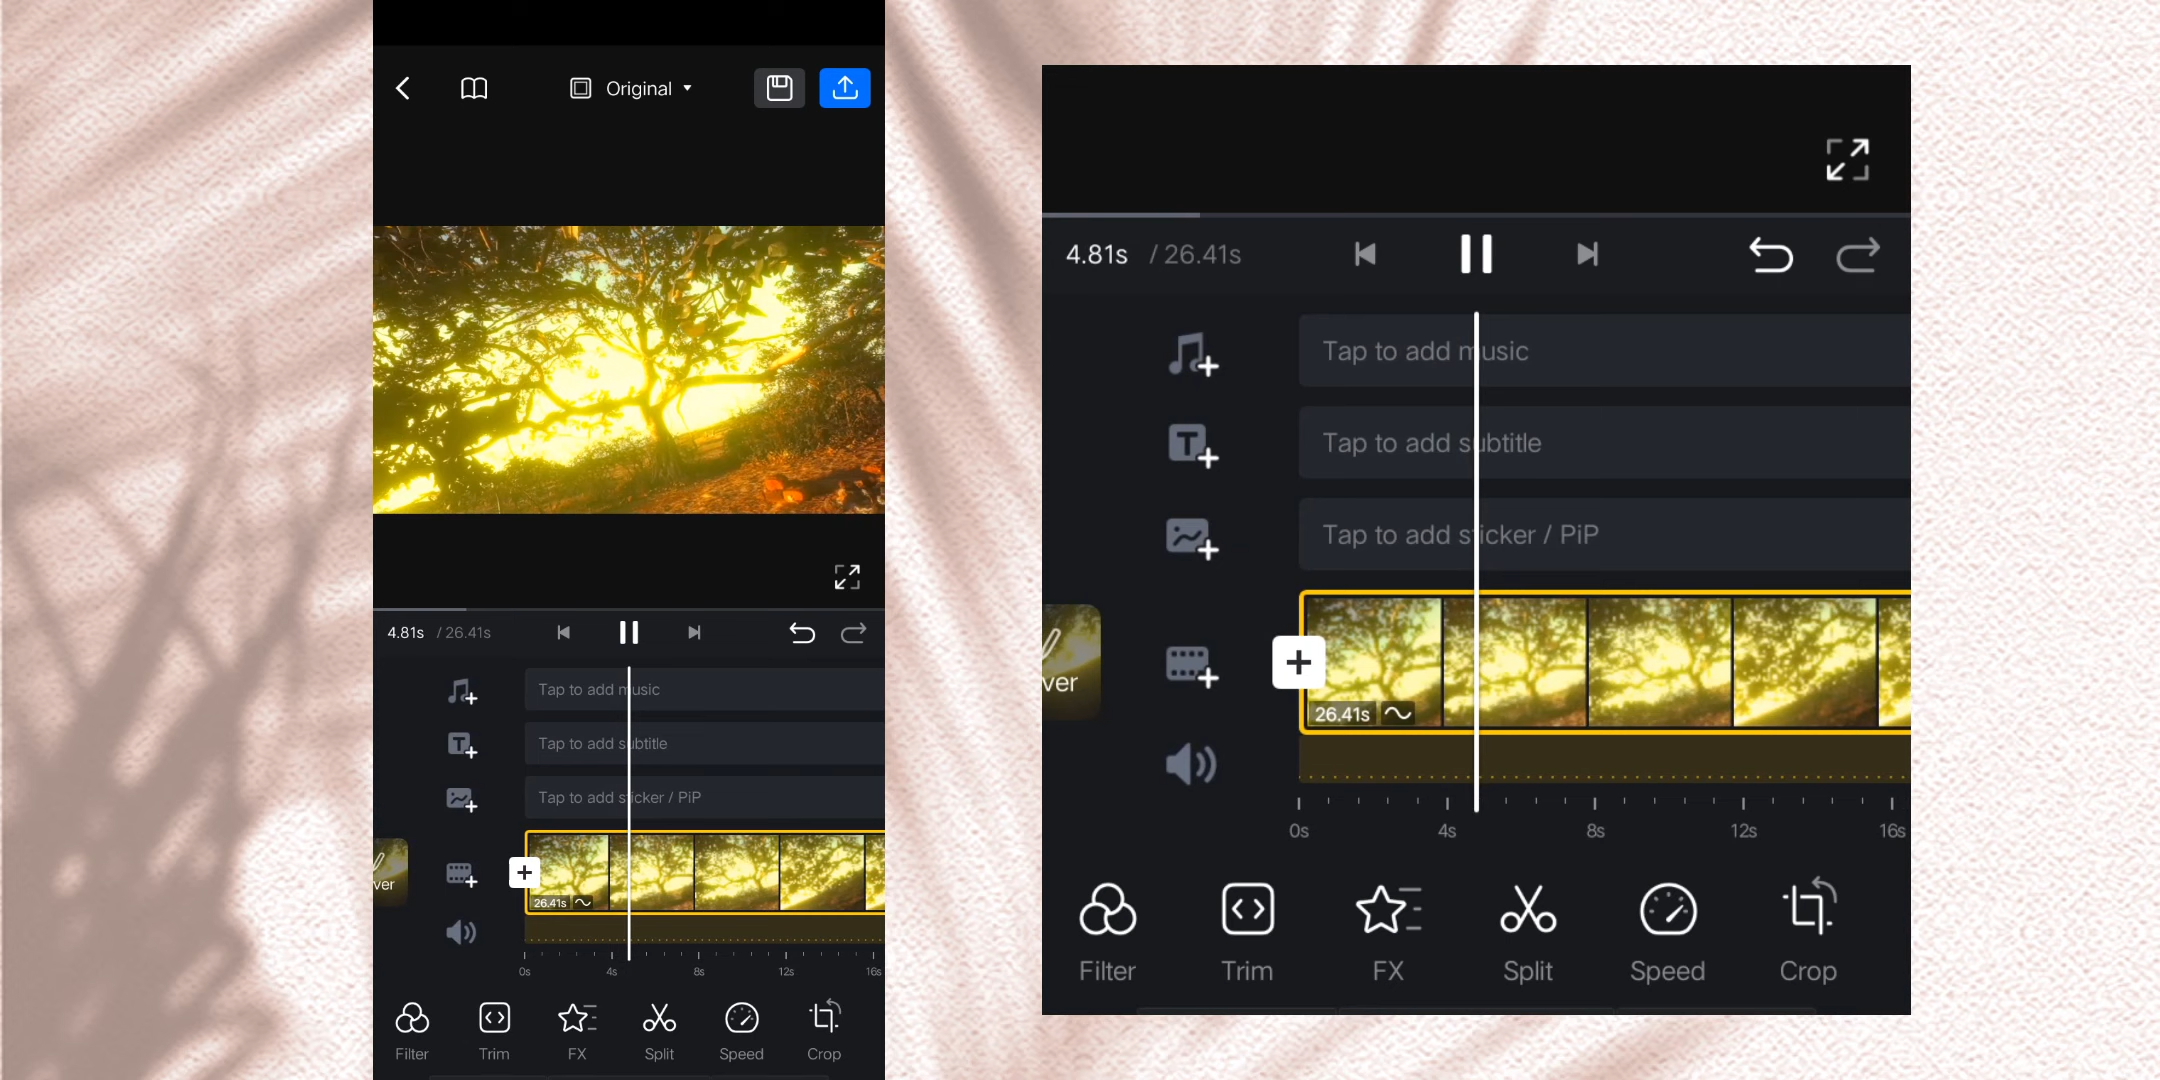 Original
4.81s / 26.41s
Tap to add music
Tap to add subtitle
Tap to add sticker / PiP
ver
26.41s
0s 4s 8s 12s 16s
Filter Trim FX Split Speed Crop
4.81s / 26.41s
Tap to add music
Tap to add subtitle
Tap to add sticker / PiP
ver
26.41s
0s 4s 8s 12s 16s
Filter Trim FX Split Speed Crop